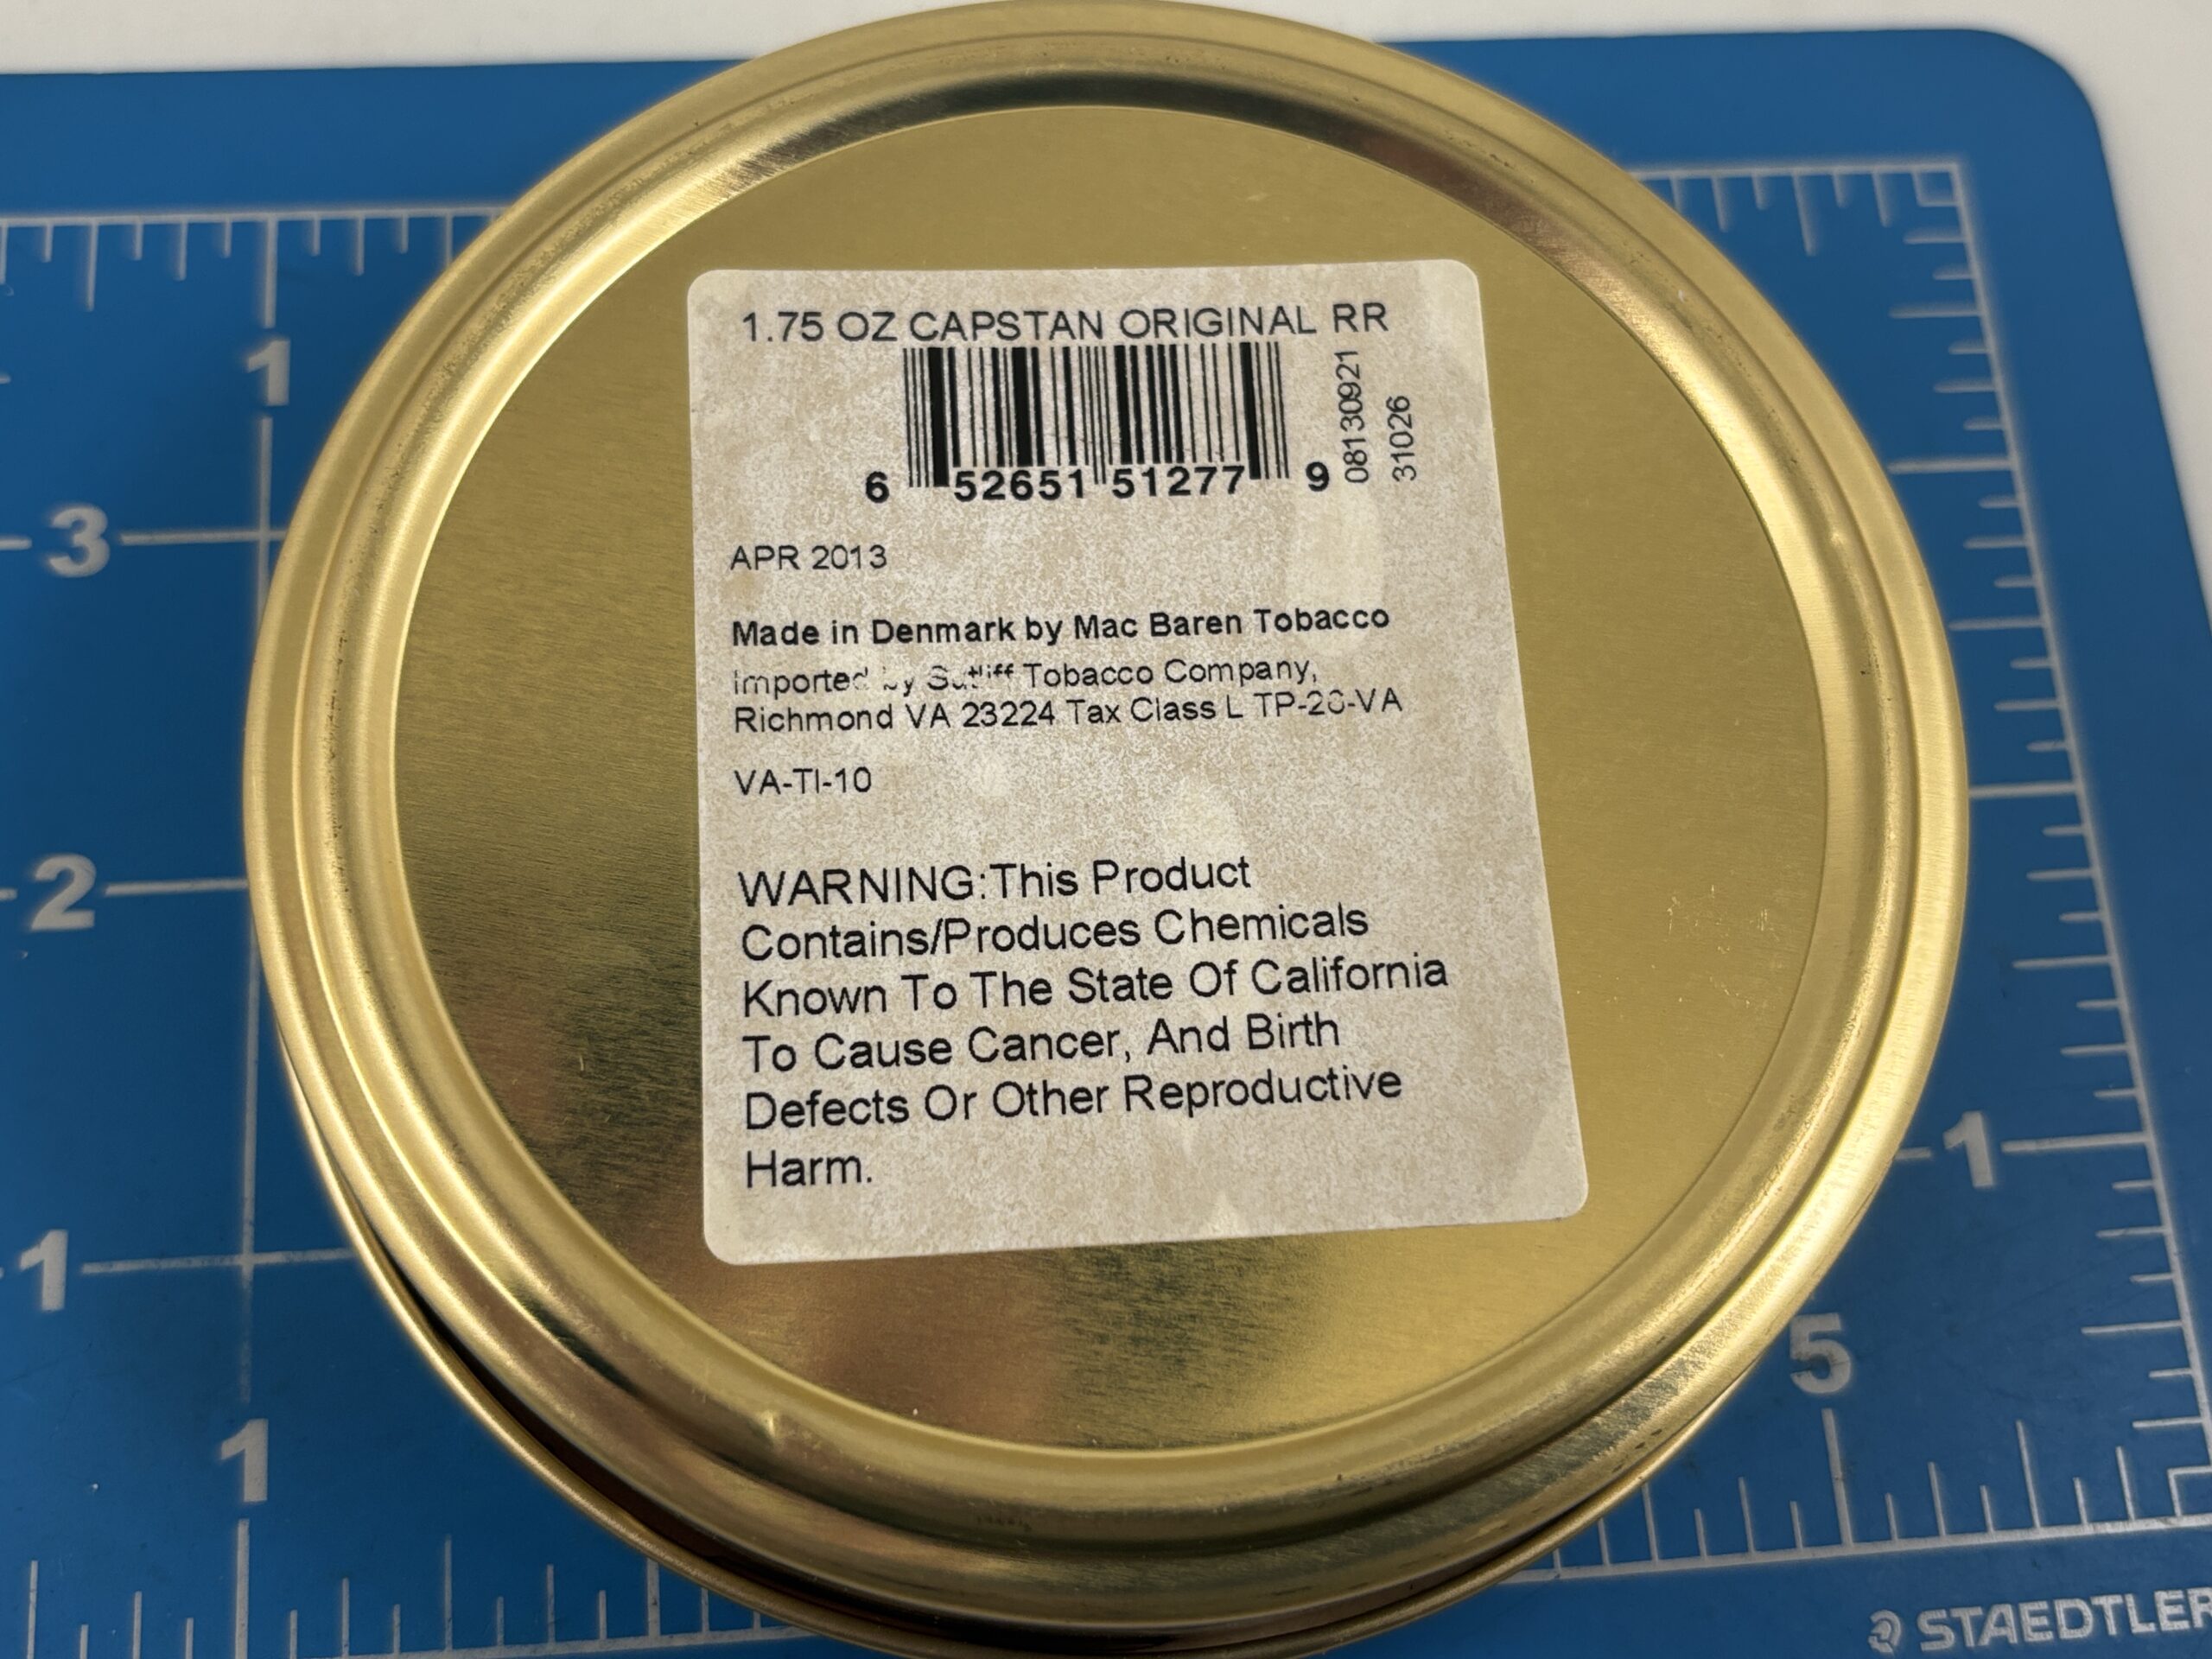 1.75 OZ CAPSTAN ORIGINAL RR
6 52651 51277 9
08130921
31026
APR 2013
Made in Denmark by Mac Baren Tobacco
Imported by Sutliff Tobacco Company,
Richmond VA 23224 Tax Class L
VA-TI-10
WARNING:This Product
Contains/Produces Chemicals
Known To The State Of California
To Cause Cancer, And Birth
Defects Or Other Reproductive
Harm.
1
3
2
1
1
1
5
STAEDTLER